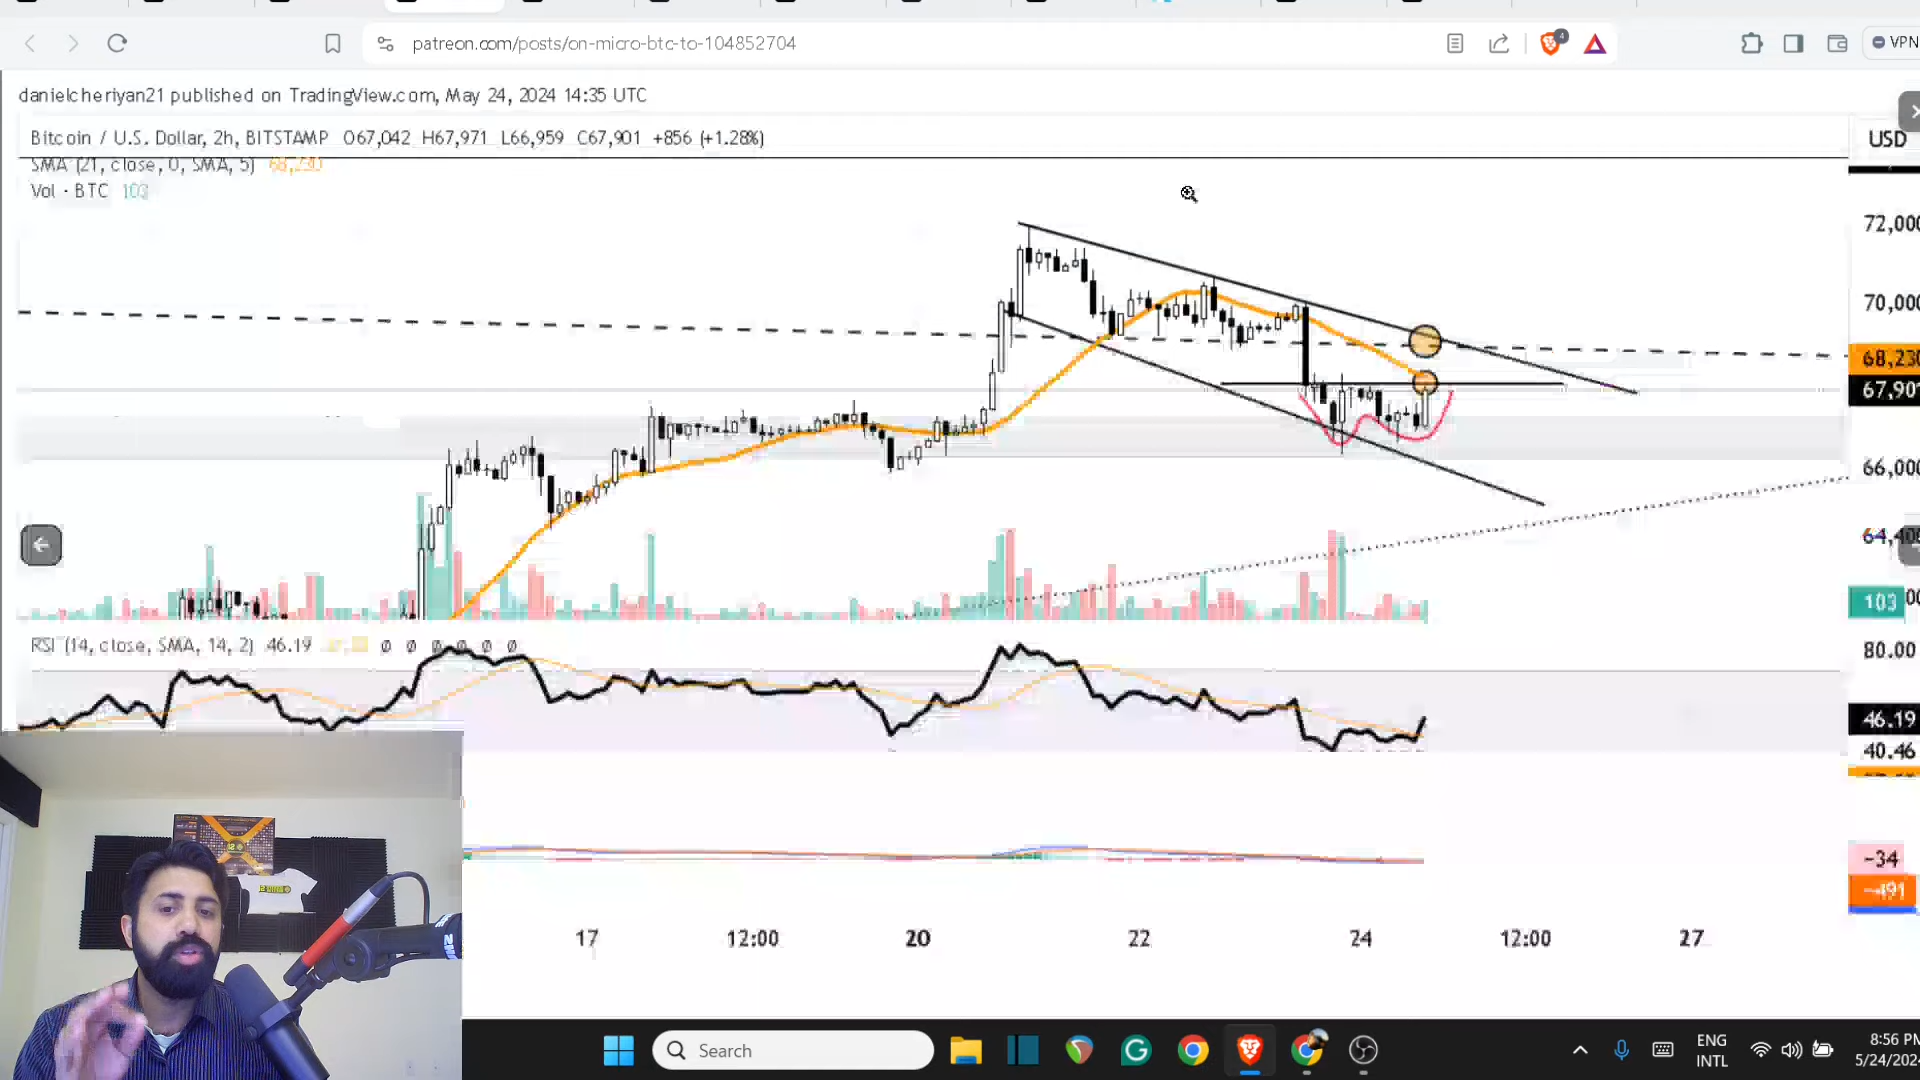 patreon.com/posts/on-micro-btc-to-104852704
4
VPN
danielcheriyan21 published on TradingView.com, May 24, 2024 14:35 UTC
Bitcoin / U.S. Dollar, 2h, BITSTAMP O67,042 H67,971 L66,959 C67,901 +856 (+1.28%)
USD
SMA (21, close, 0, SMA, 5) 68,230
Vol · BTC 103
72,000
70,000
68,230
67,901
66,000
103
RSI (14, close, SMA, 14, 2) 46.19 ø ø ø ø ø ø
80.00
46.19
40.46
-34
-491
17 12:00 20 22 24 12:00 27
Search
ENG
INTL
8:56 PM
5/24/2024